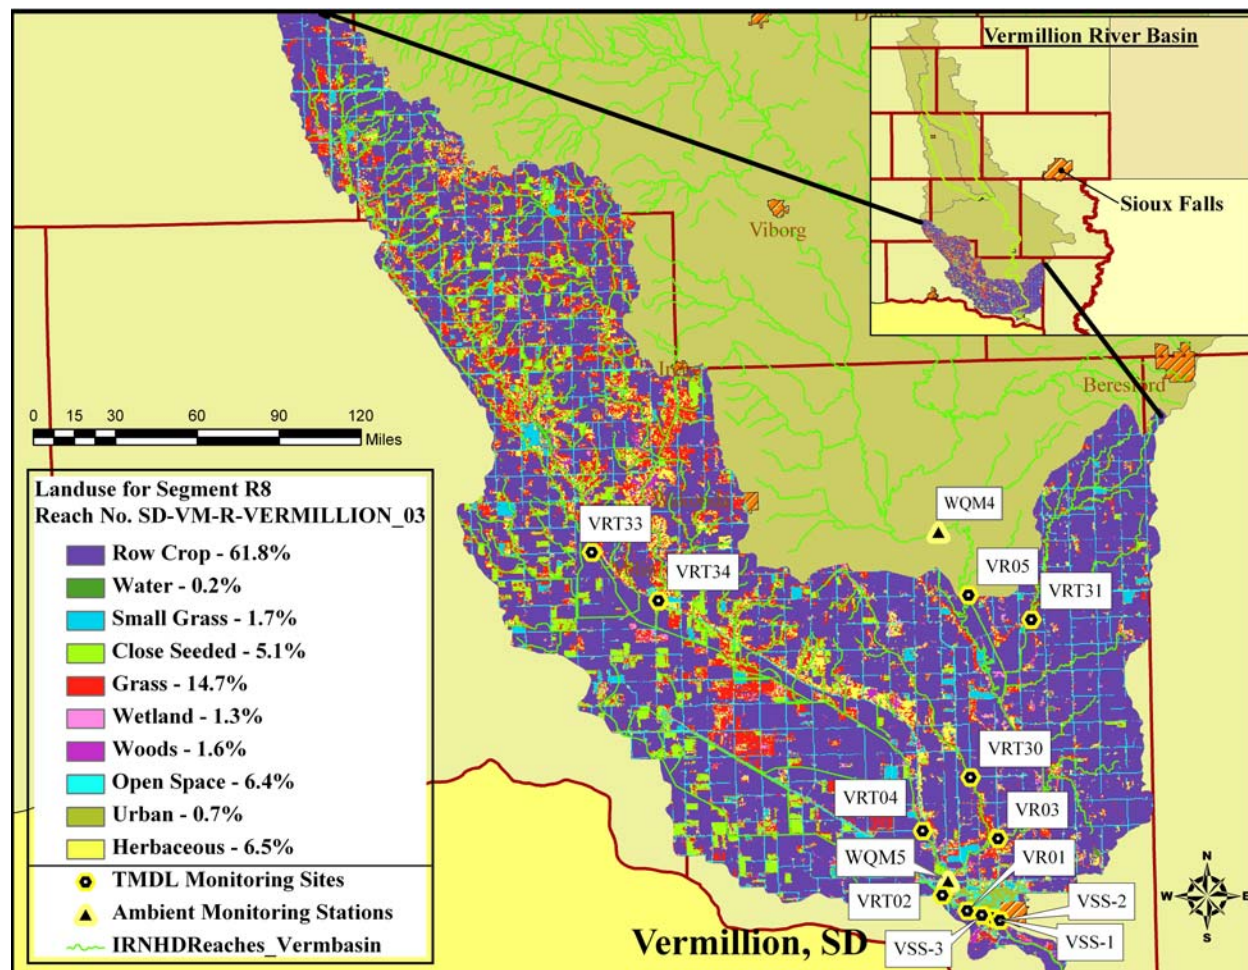 Vermillion River Basin
Sioux Falls
Viborg
Beresford
0 15 30 60 90 120
Miles
Landuse for Segment R8
Reach No. SD-VM-R-VERMILLION_03
Row Crop - 61.8%
Water - 0.2%
Small Grass - 1.7%
Close Seeded - 5.1%
Grass - 14.7%
Wetland - 1.3%
Woods - 1.6%
Open Space - 6.4%
Urban - 0.7%
Herbaceous - 6.5%
TMDL Monitoring Sites
Ambient Monitoring Stations
IRNHDReaches_Vermbasin
WQM4
VRT33
VRT34
VR05
VRT31
VRT30
VRT04
VR03
WQM5
VR01
VRT02
VSS-2
VSS-3
VSS-1
Vermillion, SD
N
W
E
S